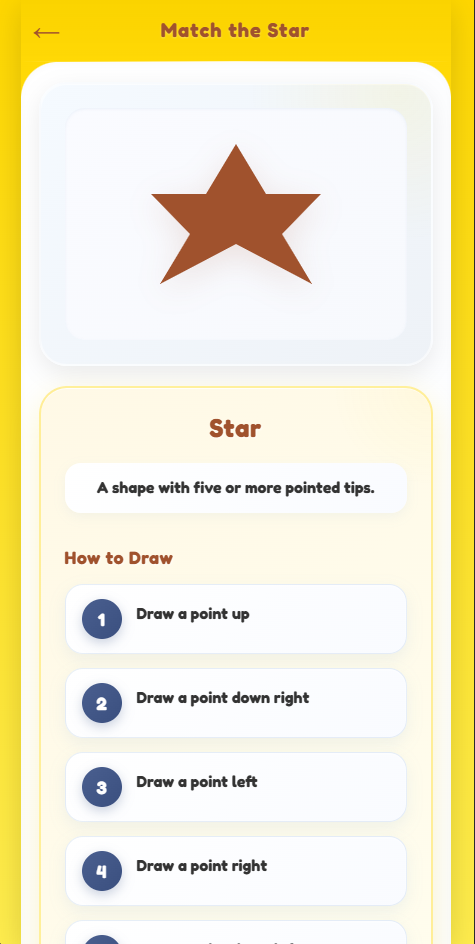 ←
Match the Star
Star
A shape with five or more pointed tips.
How to Draw
1 Draw a point up
2 Draw a point down right
3 Draw a point left
4 Draw a point right